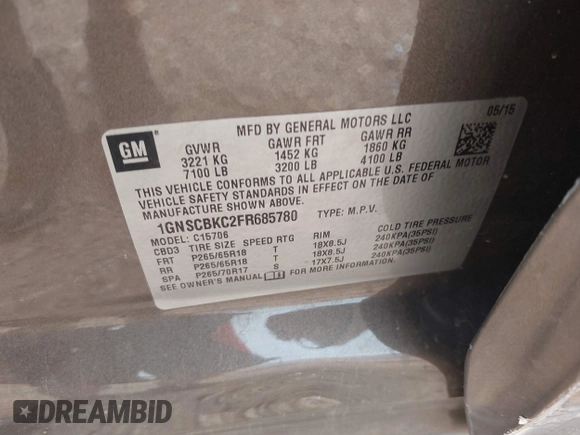 GM
MFD BY GENERAL MOTORS LLC 05/15
GVWR GAWR FRT GAWR RR
3221 KG 1452 KG 1860 KG
7100 LB 3200 LB 4100 LB
THIS VEHICLE CONFORMS TO ALL APPLICABLE U.S. FEDERAL MOTOR
VEHICLE SAFETY STANDARDS IN EFFECT ON THE DATE OF
MANUFACTURE SHOWN ABOVE.
1GNSCBKC2FR685780 TYPE: M.P.V.
MODEL: C15706
CBD3 TIRE SIZE SPEED RTG RIM COLD TIRE PRESSURE
FRT P265/65R18 T 18X8.5J 240KPA(35PSI)
RR P265/65R18 T 18X8.5J 240KPA(35PSI)
SPA P265/70R17 S 17X7.5J 240KPA(35PSI)
SEE OWNER'S MANUAL FOR MORE INFORMATION.
DREAMBID